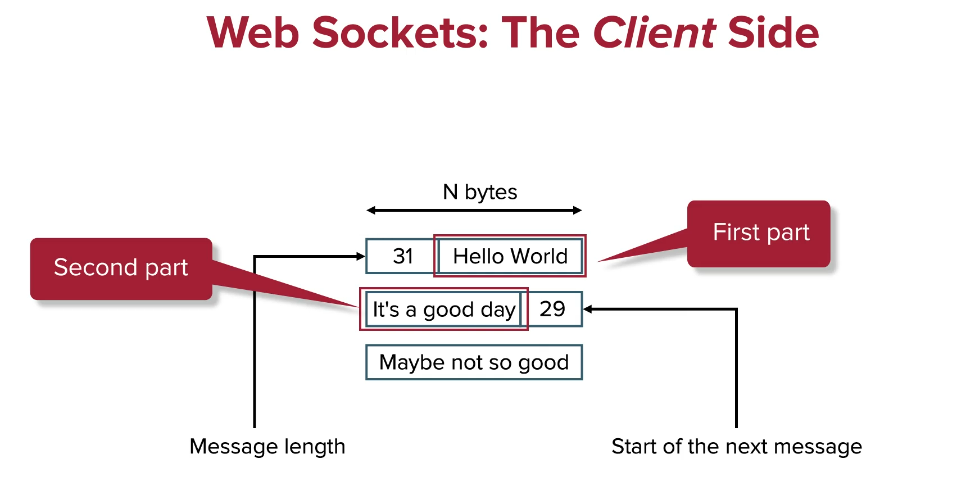 Web Sockets: The Client Side
N bytes
First part
31 Hello World
Second part
It's a good day 29
Maybe not so good
Message length
Start of the next message